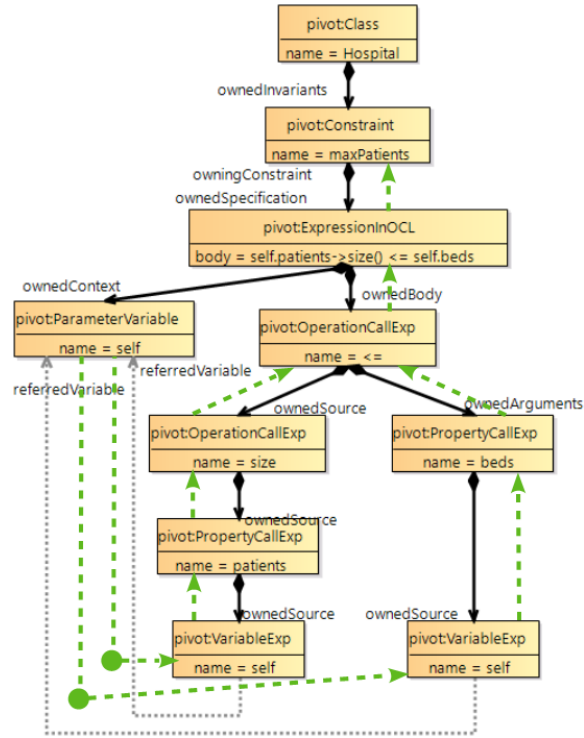 pivot:Class
name = Hospital
ownedInvariants
pivot:Constraint
name = maxPatients
owningConstraint
ownedSpecification
pivot:ExpressionInOCL
body = self.patients->size() <= self.beds
ownedContext
ownedBody
pivot:ParameterVariable
name = self
pivot:OperationCallExp
name = <=
referredVariable
referredVariable
ownedSource
ownedArguments
pivot:OperationCallExp
name = size
pivot:PropertyCallExp
name = beds
ownedSource
pivot:PropertyCallExp
name = patients
ownedSource
ownedSource
pivot:VariableExp
name = self
pivot:VariableExp
name = self